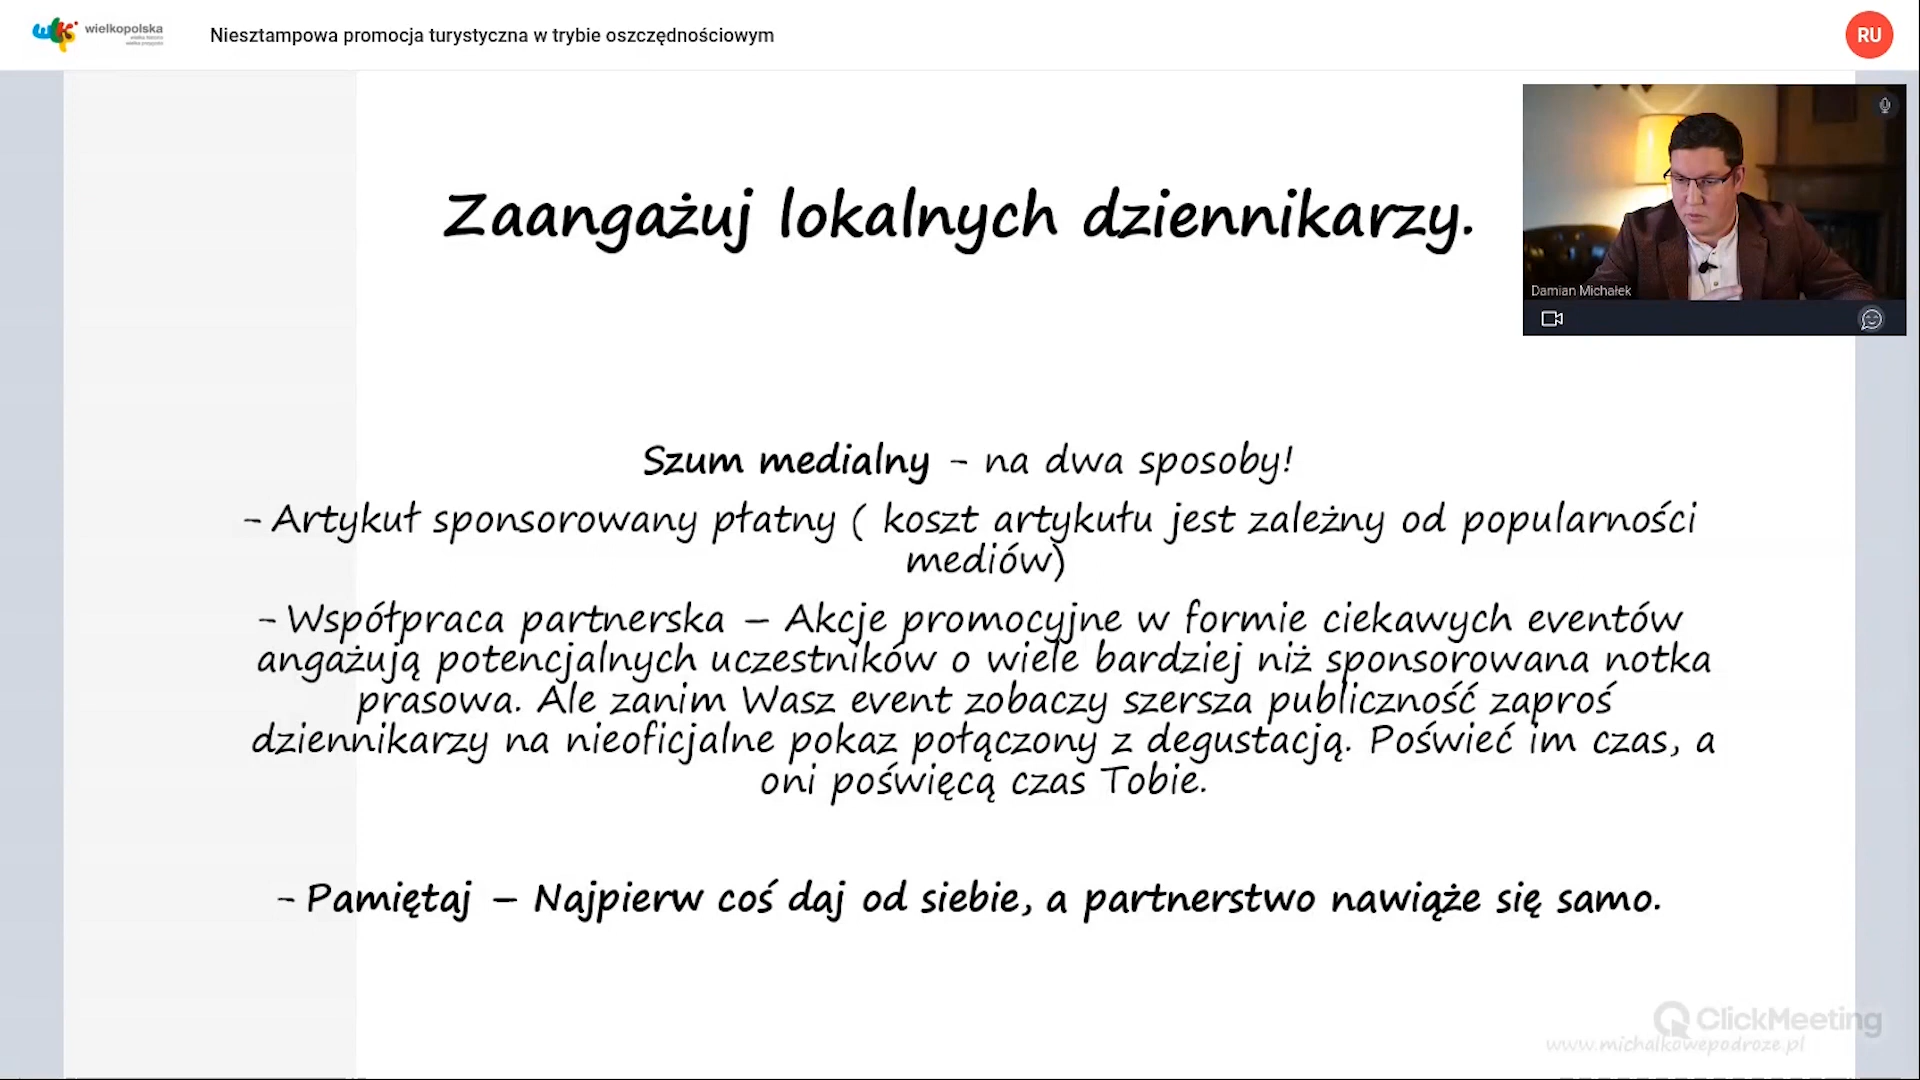 wielkopolska
Niesztampowa promocja turystyczna w trybie oszczędnościowym
RU
Zaangażuj lokalnych dziennikarzy.
Damian Michałek
Szum medialny - na dwa sposoby!
- Artykuł sponsorowany płatny ( koszt artykułu jest zależny od popularności
mediów)
- Współpraca partnerska – Akcje promocyjne w formie ciekawych eventów
angażują potencjalnych uczestników o wiele bardziej niż sponsorowana notka
prasowa. Ale zanim Wasz event zobaczy szersza publiczność zaproś
dziennikarzy na nieoficjalne pokaz połączony z degustacją. Poświeć im czas, a
oni poświęcą czas Tobie.
- Pamiętaj – Najpierw coś daj od siebie, a partnerstwo nawiąże się samo.
ClickMeeting
www.michalkowepodroze.pl